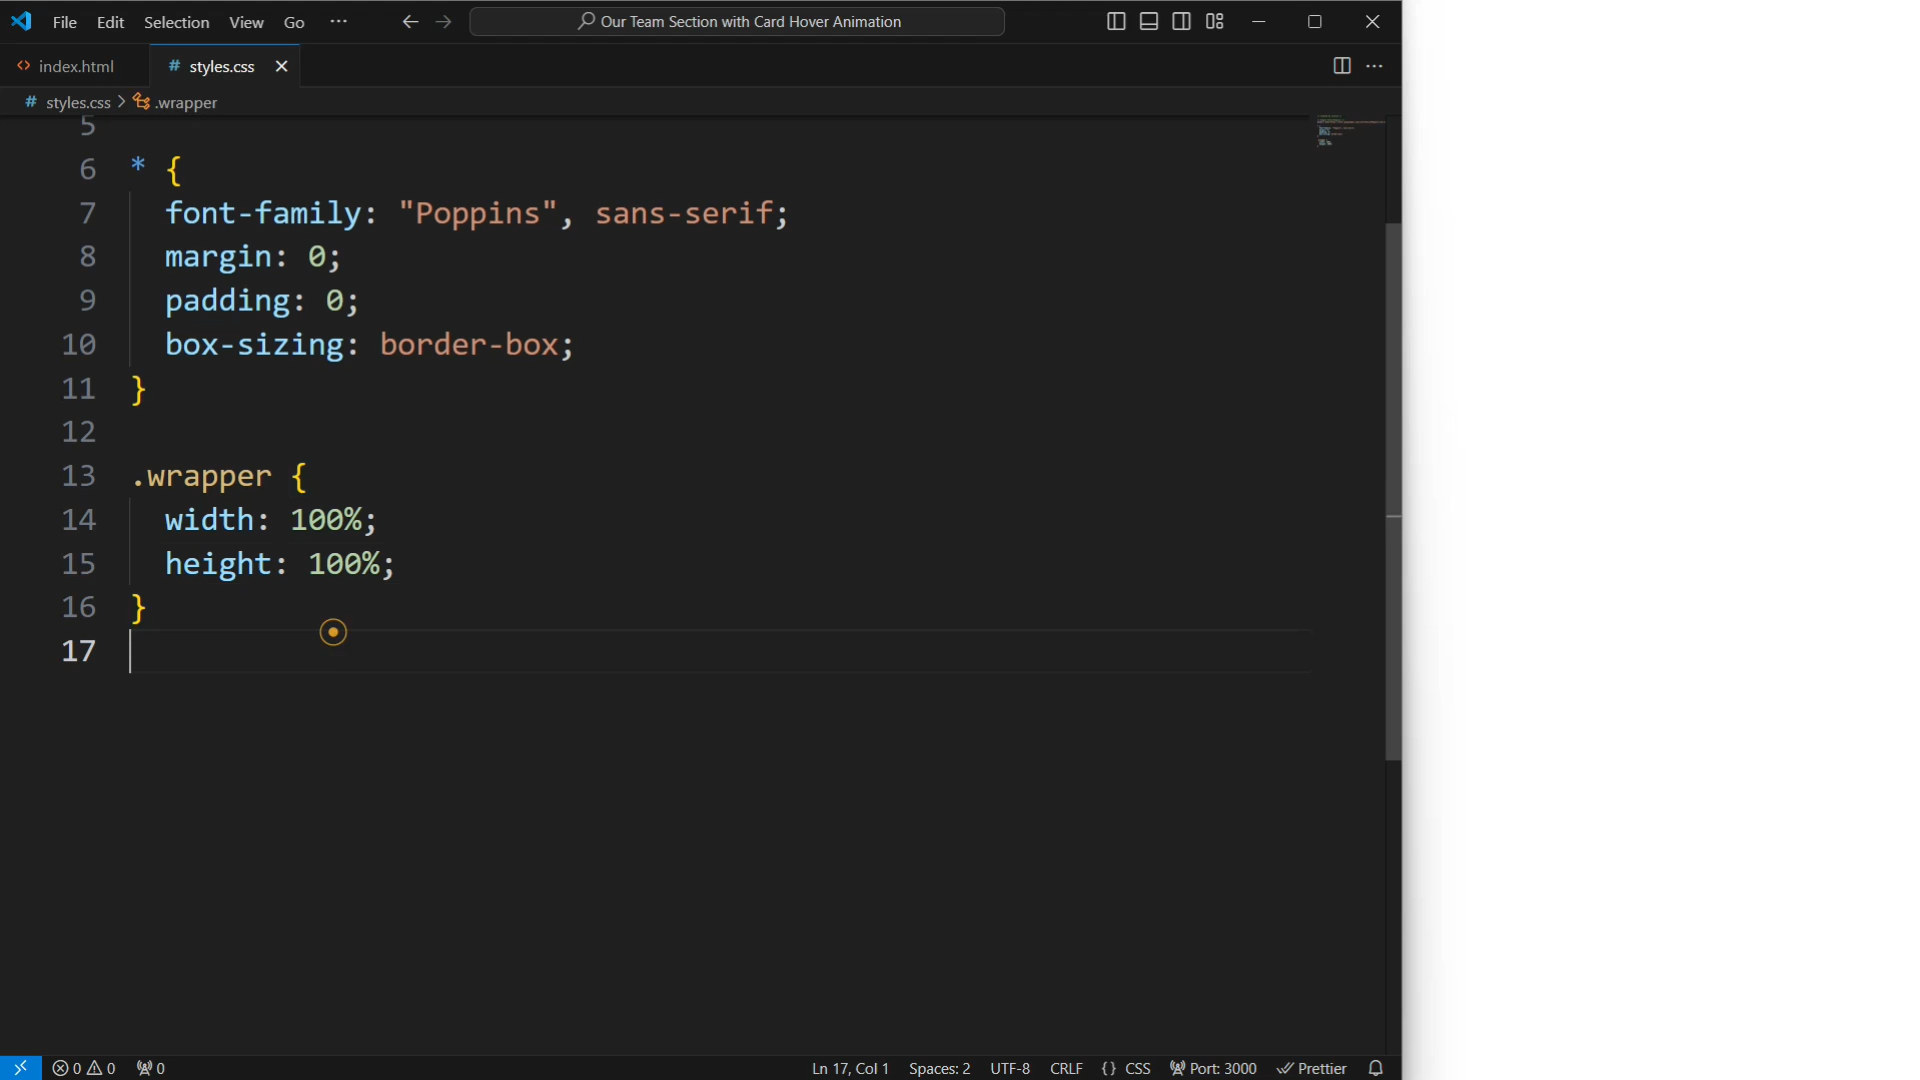 File Edit Selection View Go ··· Our Team Section with Card Hover Animation
index.html # styles.css
# styles.css > .wrapper
5
6 * {
7 font-family: "Poppins", sans-serif;
8 margin: 0;
9 padding: 0;
10 box-sizing: border-box;
11 }
12
13 .wrapper {
14 width: 100%;
15 height: 100%;
16 }
17
0 0 0 Ln 17, Col 1 Spaces: 2 UTF-8 CRLF {} CSS Port: 3000 Prettier